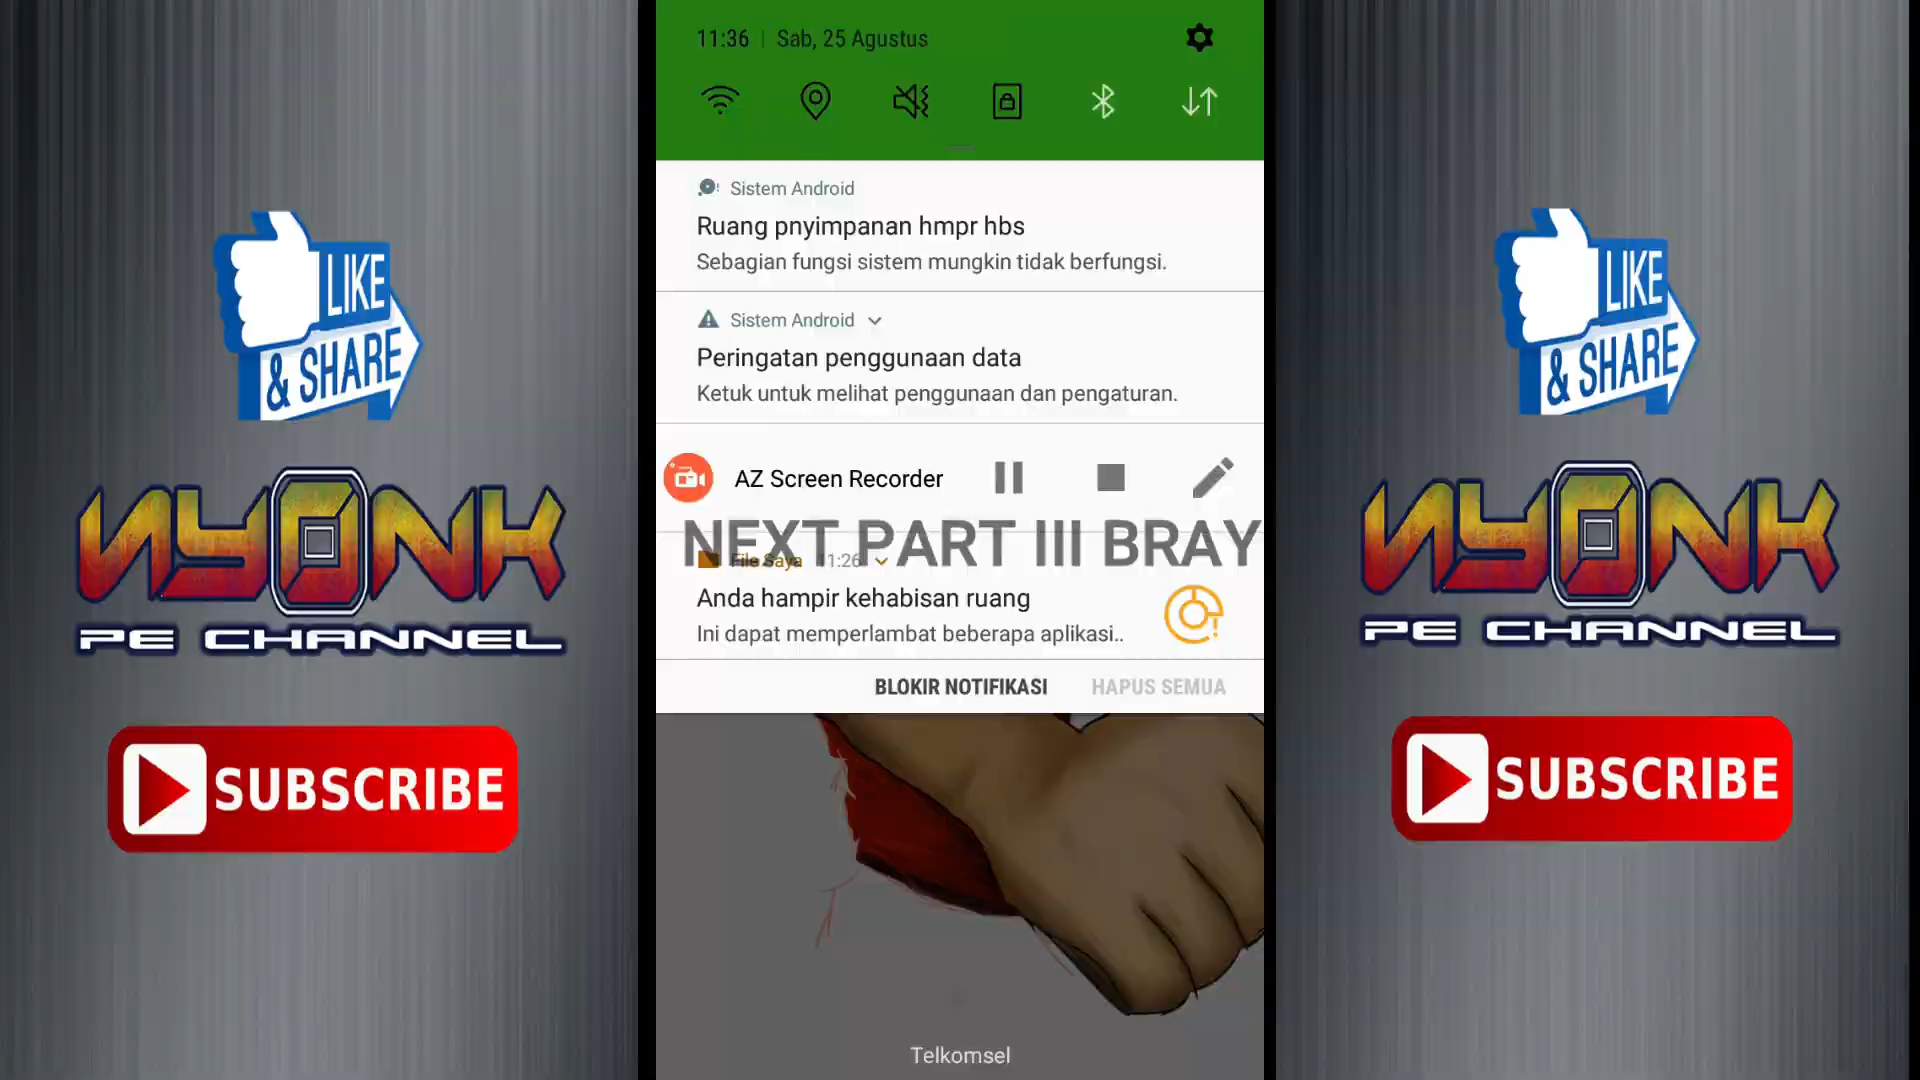 LIKE
& SHARE
NYONK
PE CHANNEL
SUBSCRIBE
11:36 | Sab, 25 Agustus
Sistem Android
Ruang pnyimpanan hmpr hbs
Sebagian fungsi sistem mungkin tidak berfungsi.
Sistem Android
Peringatan penggunaan data
Ketuk untuk melihat penggunaan dan pengaturan.
AZ Screen Recorder
NEXT PART III BRAY
File Saya 11:26
Anda hampir kehabisan ruang
Ini dapat memperlambat beberapa aplikasi..
BLOKIR NOTIFIKASI HAPUS SEMUA
Telkomsel
LIKE
& SHARE
NYONK
PE CHANNEL
SUBSCRIBE